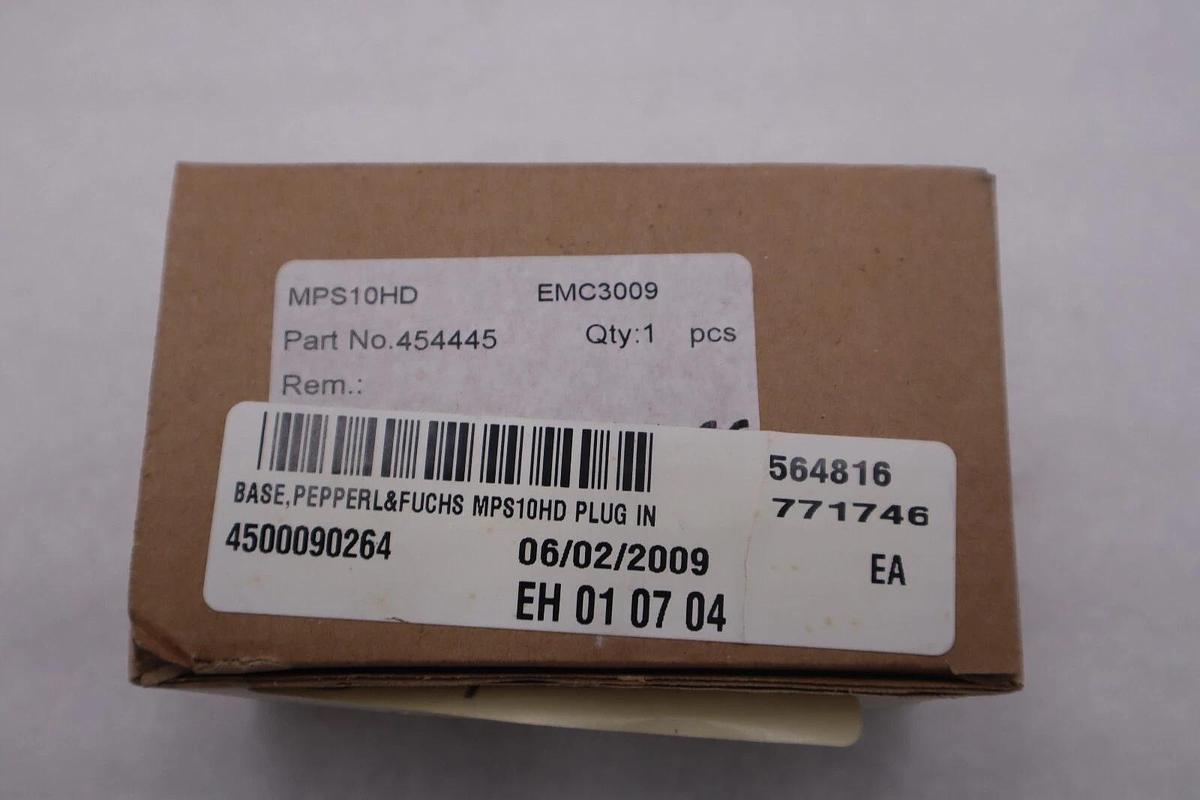 MPS10HD EMC3009
Part No.454445 Qty:1 pcs
Rem.:
564816
BASE,PEPPERL&FUCHS MPS10HD PLUG IN 771746
4500090264 06/02/2009 EA
EH 01 07 04